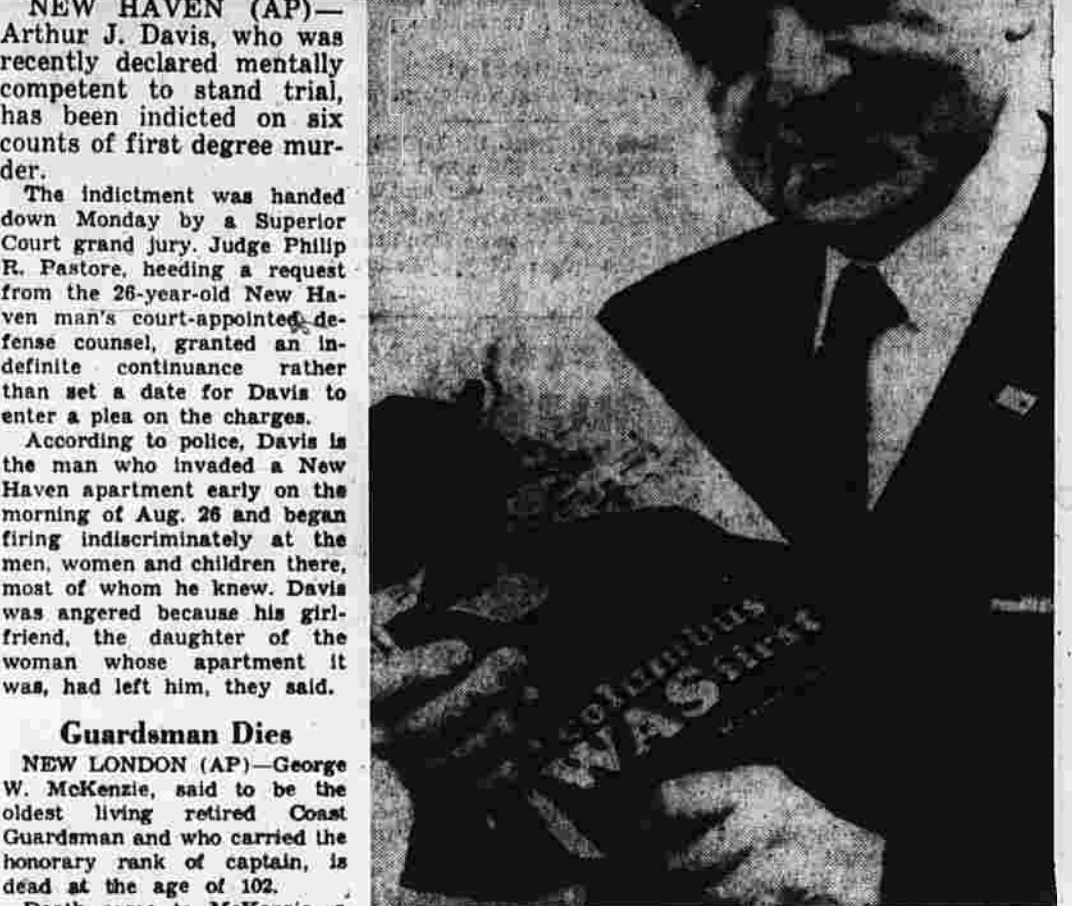 NEW HAVEN (AP)—
Arthur J. Davis, who was
recently declared mentally
competent to stand trial,
has been indicted on six
counts of first degree mur-
der.
The indictment was handed
down Monday by a Superior
Court grand jury. Judge Philip
R. Pastore, heeding a request
from the 26-year-old New Ha-
ven man's court-appointed de-
fense counsel, granted an in-
definite continuance rather
than set a date for Davis to
enter a plea on the charges.
According to police, Davis is
the man who invaded a New
Haven apartment early on the
morning of Aug. 26 and began
firing indiscriminately at the
men, women and children there,
most of whom he knew. Davis
was angered because his girl-
friend, the daughter of the
woman whose apartment it
was, had left him, they said.
Guardsman Dies
NEW LONDON (AP)—George
W. McKenzie, said to be the
oldest living retired Coast
Guardsman and who carried the
honorary rank of captain, is
dead at the age of 102.
Death came to McKenzie
columbus
WAS first